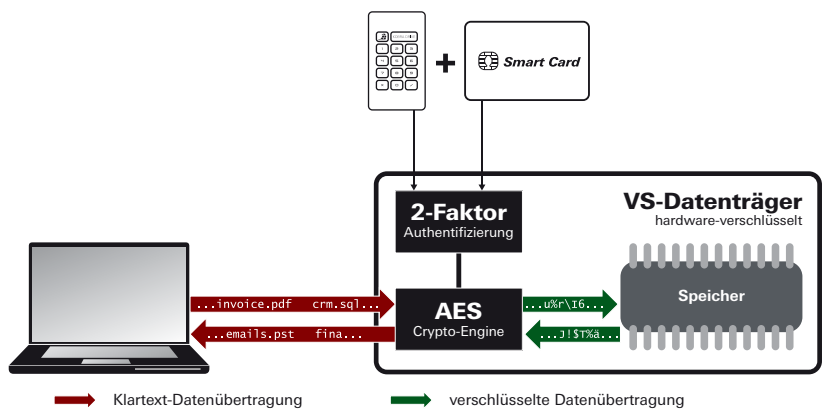 Smart Card
VS-Datenträger
hardware-verschlüsselt
2-Faktor
Authentifizierung
...invoice.pdf crm.sql...
AES
Crypto-Engine
...u%r\I6...
Speicher
...emails.pst fina...
...J!$T%ä...
Klartext-Datenübertragung
verschlüsselte Datenübertragung